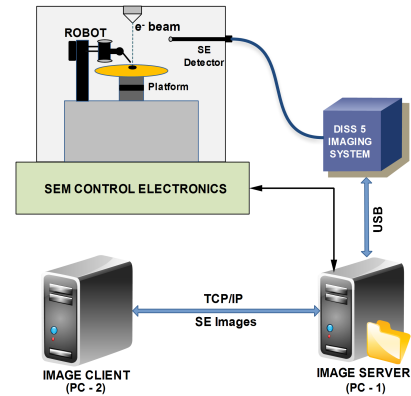 e⁻ beam
ROBOT
SE
Detector
Platform
DISS 5
IMAGING
SYSTEM
SEM CONTROL ELECTRONICS
USB
TCP/IP
SE Images
IMAGE CLIENT
(PC - 2)
IMAGE SERVER
(PC - 1)